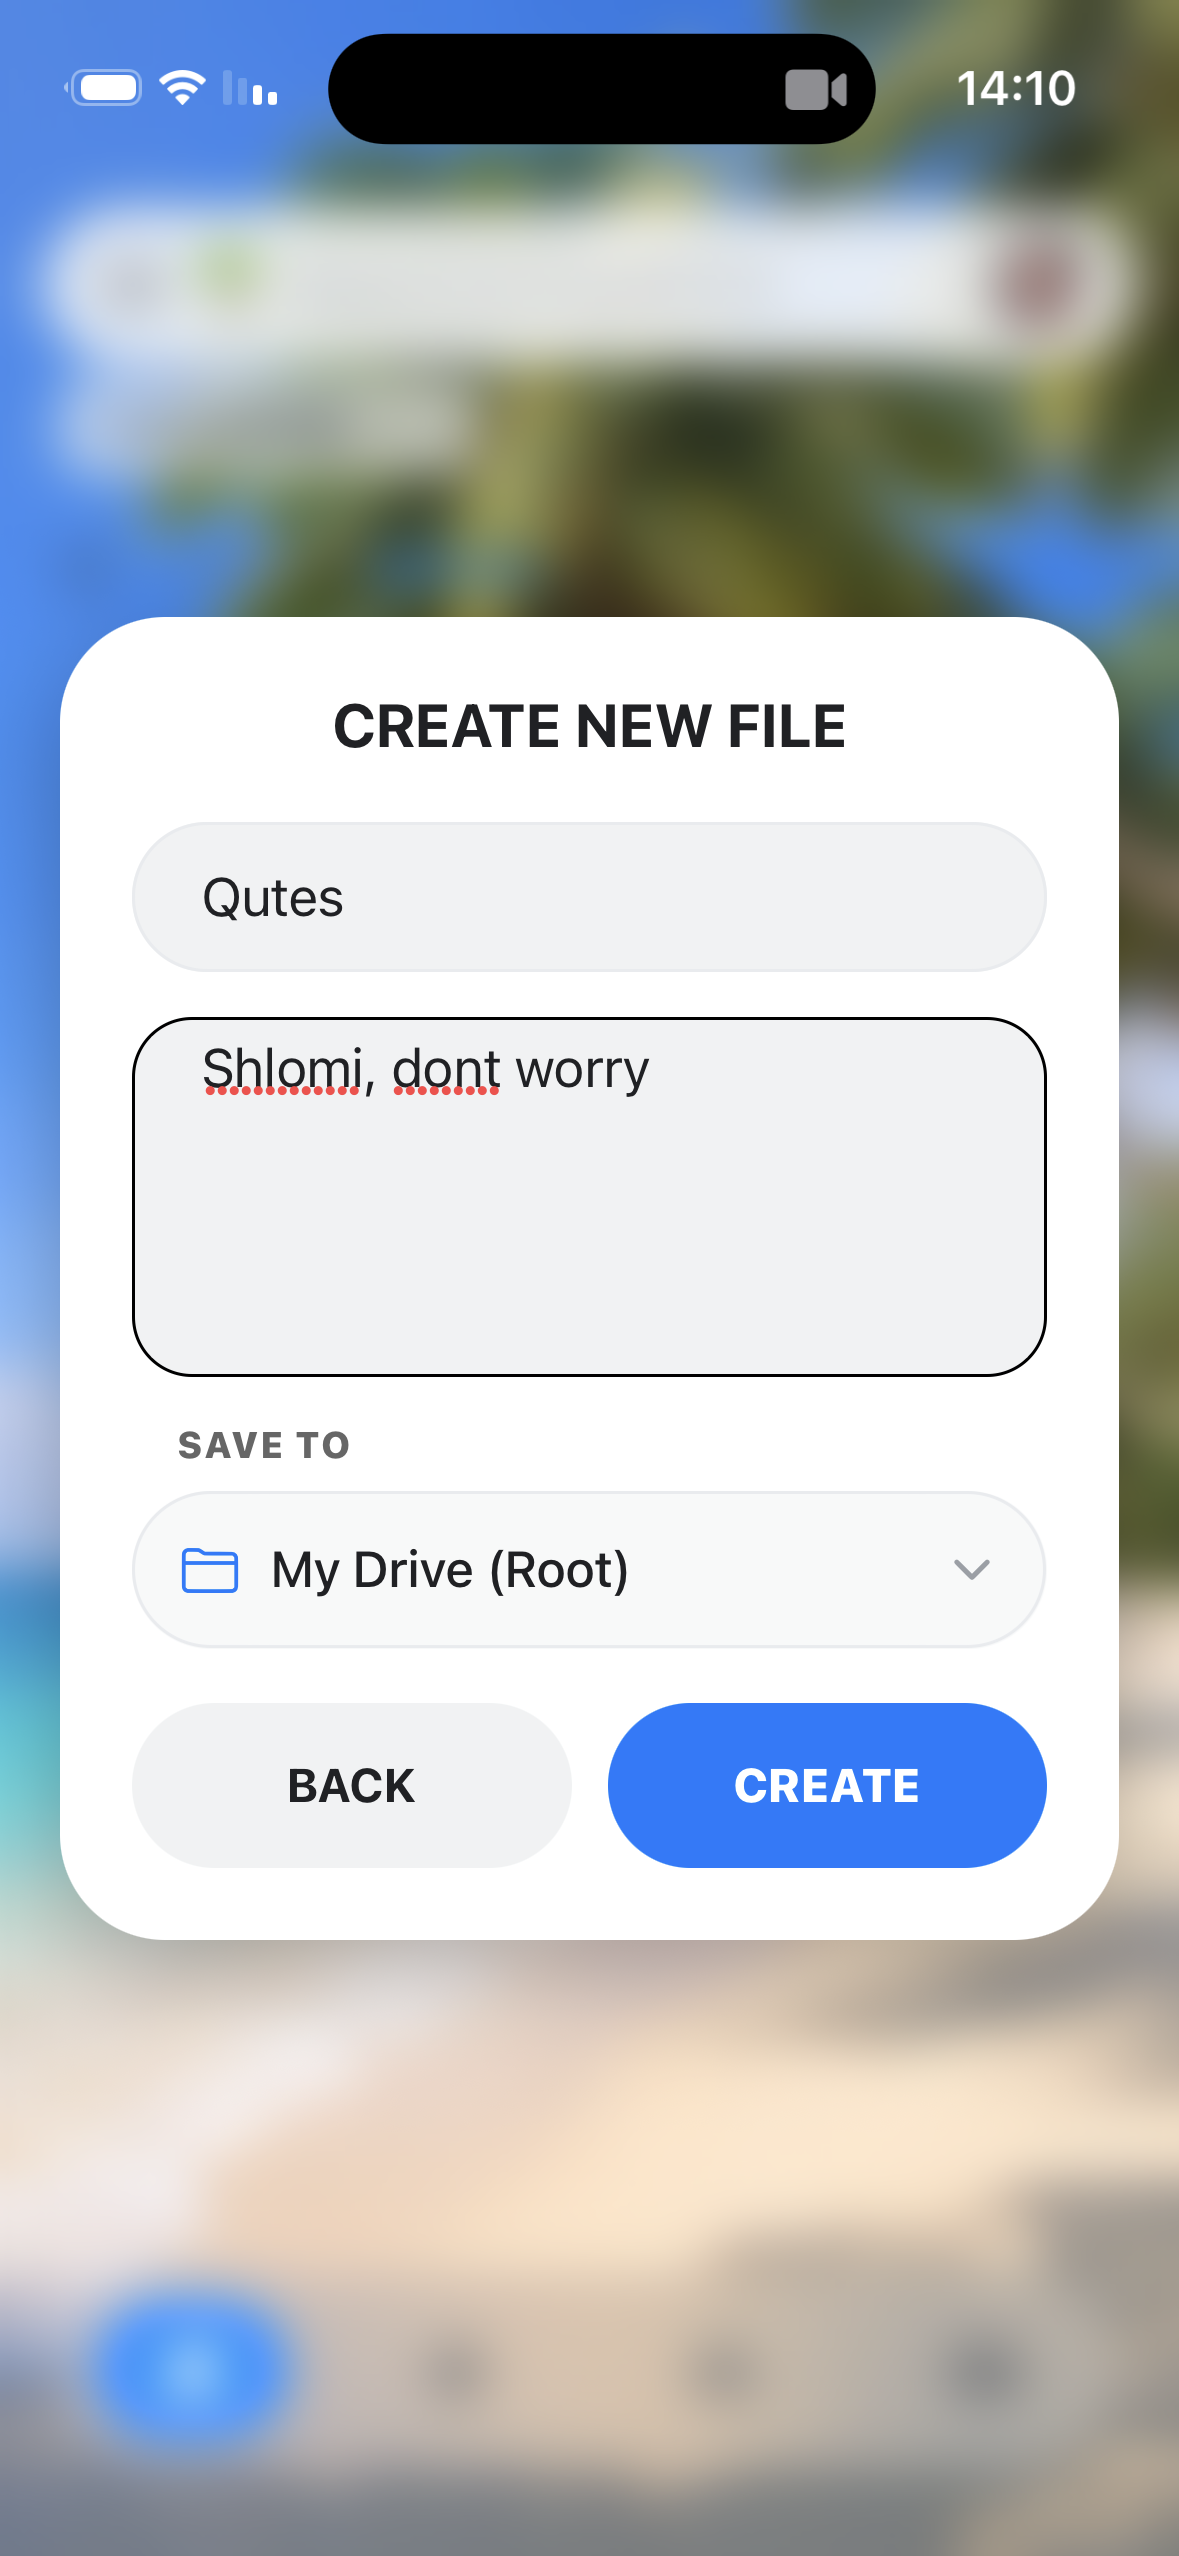 14:10
CREATE NEW FILE
Qutes
Shlomi, dont worry
SAVE TO
My Drive (Root)
BACK
CREATE